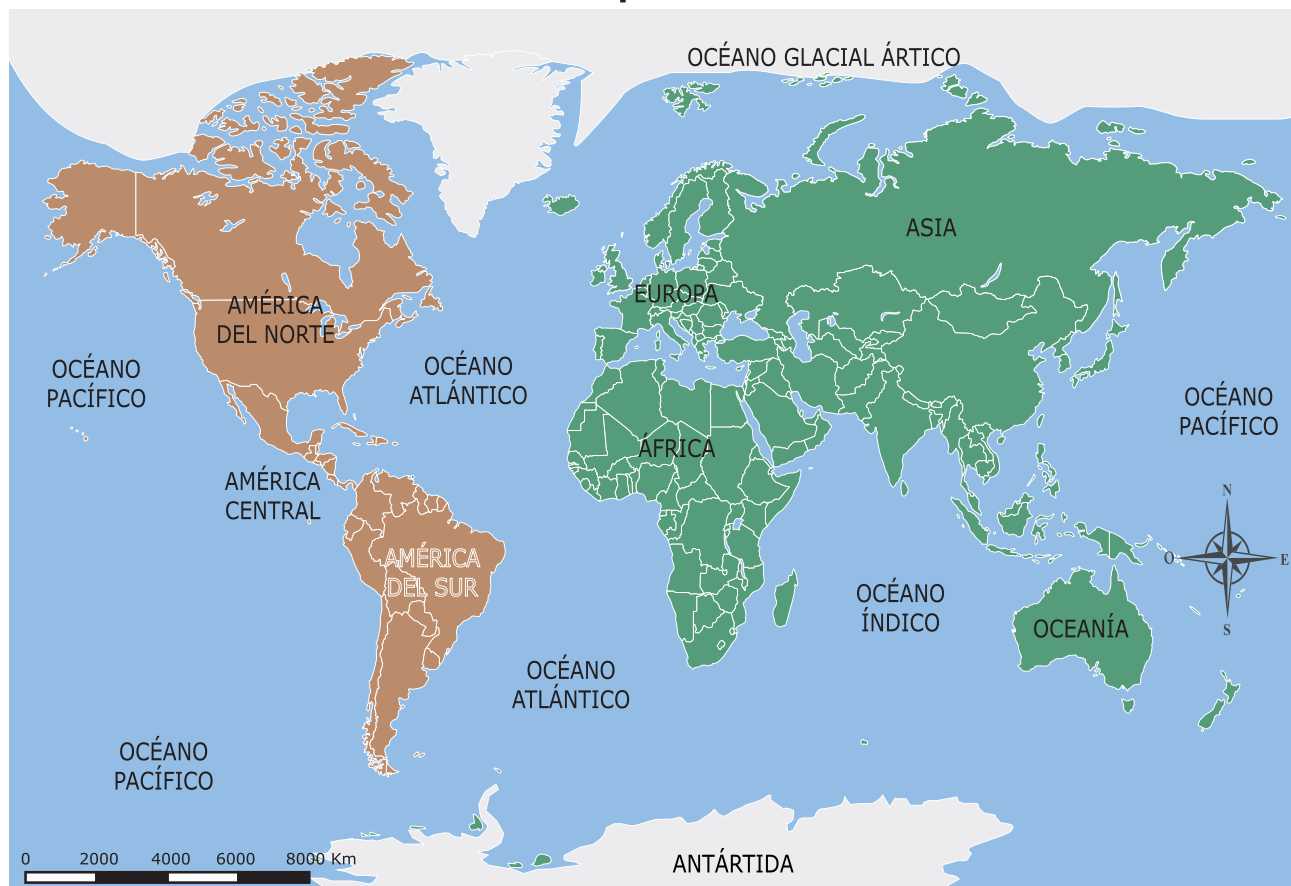 OCÉANO GLACIAL ÁRTICO
ASIA
EUROPA
AMÉRICA
DEL NORTE
OCÉANO
PACÍFICO
OCÉANO
ATLÁNTICO
OCÉANO
PACÍFICO
ÁFRICA
AMÉRICA
CENTRAL
N
O
E
S
AMÉRICA
DEL SUR
OCÉANO
ÍNDICO
OCEANÍA
OCÉANO
ATLÁNTICO
OCÉANO
PACÍFICO
0 2000 4000 6000 8000 Km
ANTÁRTIDA